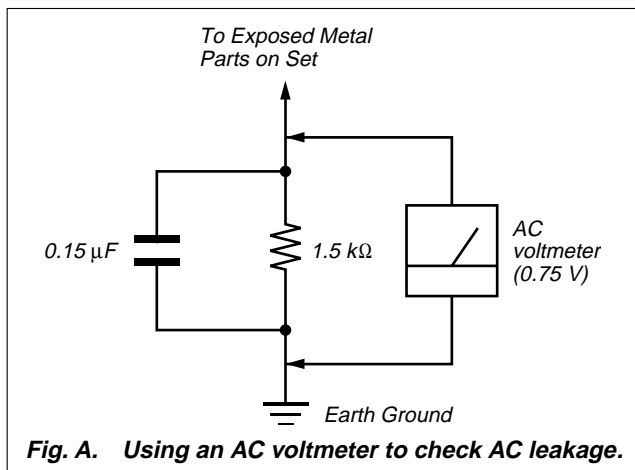 To Exposed Metal
Parts on Set
0.15 µF
1.5 kΩ
AC
voltmeter
(0.75 V)
Earth Ground
Fig. A. Using an AC voltmeter to check AC leakage.